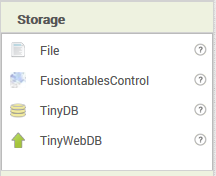 Storage
File ?
FusiontablesControl ?
TinyDB ?
TinyWebDB ?